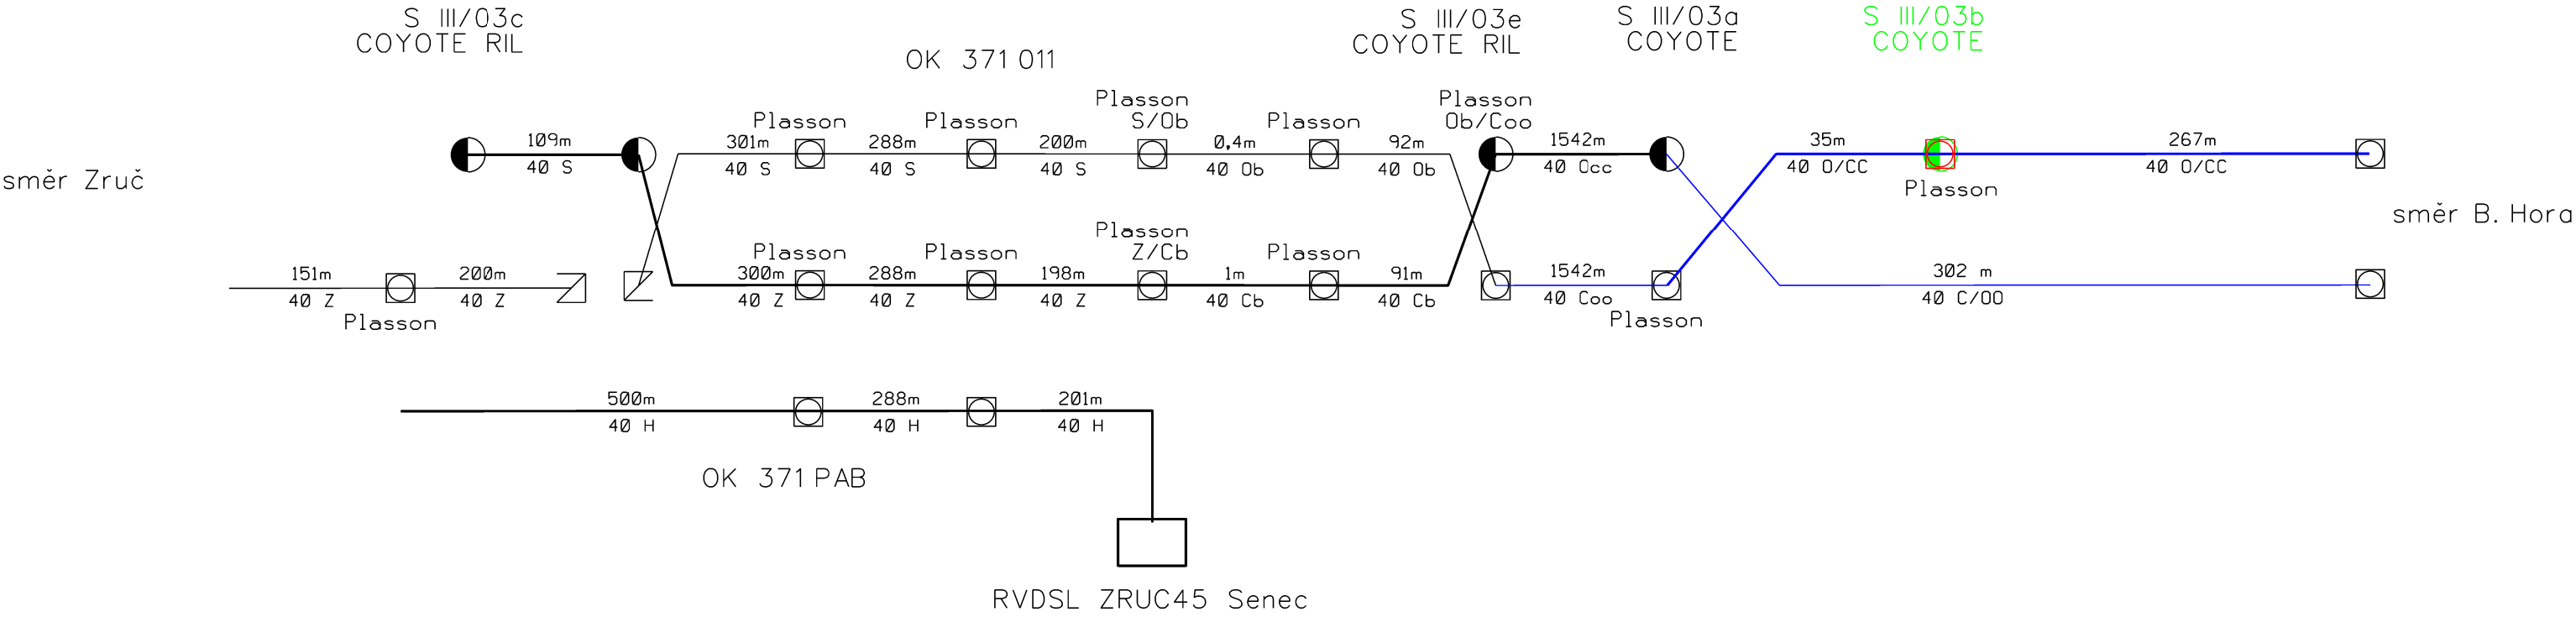 S III/03c
COYOTE RIL
OK 371 011
S III/03e
COYOTE RIL
S III/03a
COYOTE
S III/03b
COYOTE
směr Zruč
109m
40 S
301m
40 S
Plasson
288m
40 S
Plasson
200m
40 S
Plasson
S/Ob
0,4m
40 Ob
Plasson
92m
40 Ob
Plasson
Ob/Coo
1542m
40 Occ
35m
40 O/CC
Plasson
267m
40 O/CC
směr B. Hora
151m
40 Z
Plasson
200m
40 Z
300m
40 Z
Plasson
288m
40 Z
Plasson
198m
40 Z
Plasson
Z/Cb
1m
40 Cb
Plasson
91m
40 Cb
1542m
40 Coo
Plasson
302 m
40 C/OO
500m
40 H
288m
40 H
201m
40 H
OK 371 PAB
RVDSL ZRUC45 Senec